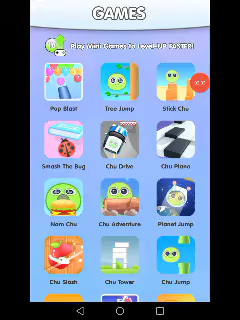 GAMES
Play Mini Games to Level-UP FASTER!
Pop Blast Tree Jump Stick Chu
Smash The Bug Chu Drive Chu Piano
Nom Chu Chu Adventure Planet Jump
Chu Slash Chu Tower Chu Jump